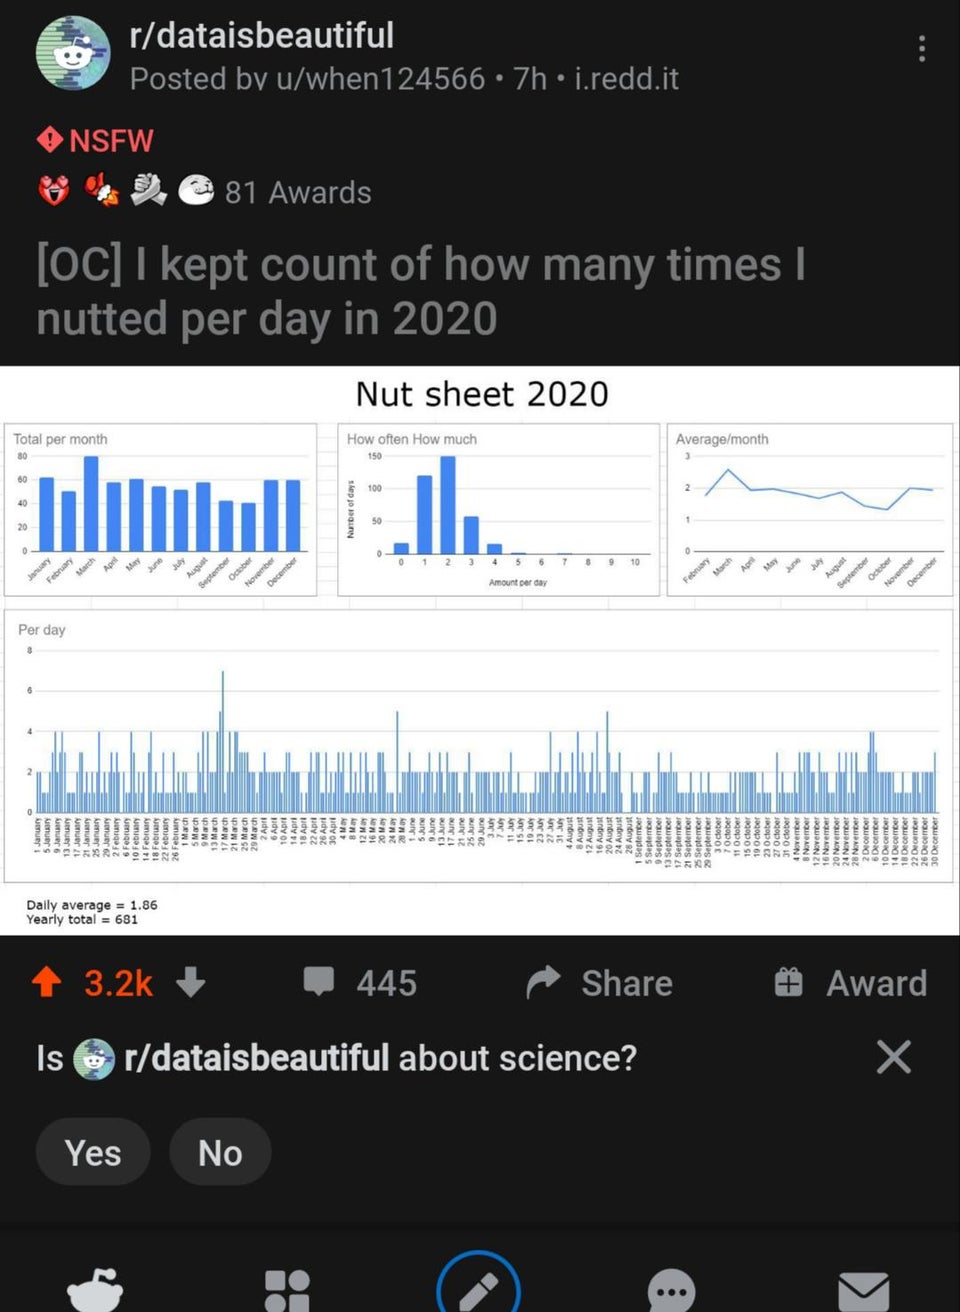 r/dataisbeautiful
Posted by u/when124566 • 7h • i.redd.it
NSFW
81 Awards
[OC] I kept count of how many times I
nutted per day in 2020
Nut sheet 2020
Total per month
80
60
40
20
0
January
February
March
April
May
June
July
August
September
October
November
December
How often How much
Number of days
150
100
50
0
0 1 2 3 4 5 6 7 8 9 10
Amount per day
Average/month
3
2
1
0
February
March
April
May
June
July
August
September
October
November
December
Per day
8
6
4
2
0
1 January
5 January
9 January
13 January
17 January
21 January
25 January
29 January
2 February
6 February
10 February
14 February
18 February
22 February
26 February
1 March
5 March
9 March
13 March
17 March
21 March
25 March
29 March
2 April
6 April
10 April
14 April
18 April
22 April
26 April
30 April
4 May
8 May
12 May
16 May
20 May
24 May
28 May
1 June
5 June
9 June
13 June
17 June
21 June
25 June
29 June
3 July
7 July
11 July
15 July
19 July
23 July
27 July
31 July
4 August
8 August
12 August
16 August
20 August
24 August
28 August
1 September
5 September
9 September
13 September
17 September
21 September
25 September
29 September
3 October
7 October
11 October
15 October
19 October
23 October
27 October
31 October
4 November
8 November
12 November
16 November
20 November
24 November
28 November
2 December
6 December
10 December
14 December
18 December
22 December
26 December
30 December
Daily average = 1.86
Yearly total = 681
3.2k
445
Share
Award
Is r/dataisbeautiful about science?
Yes
No